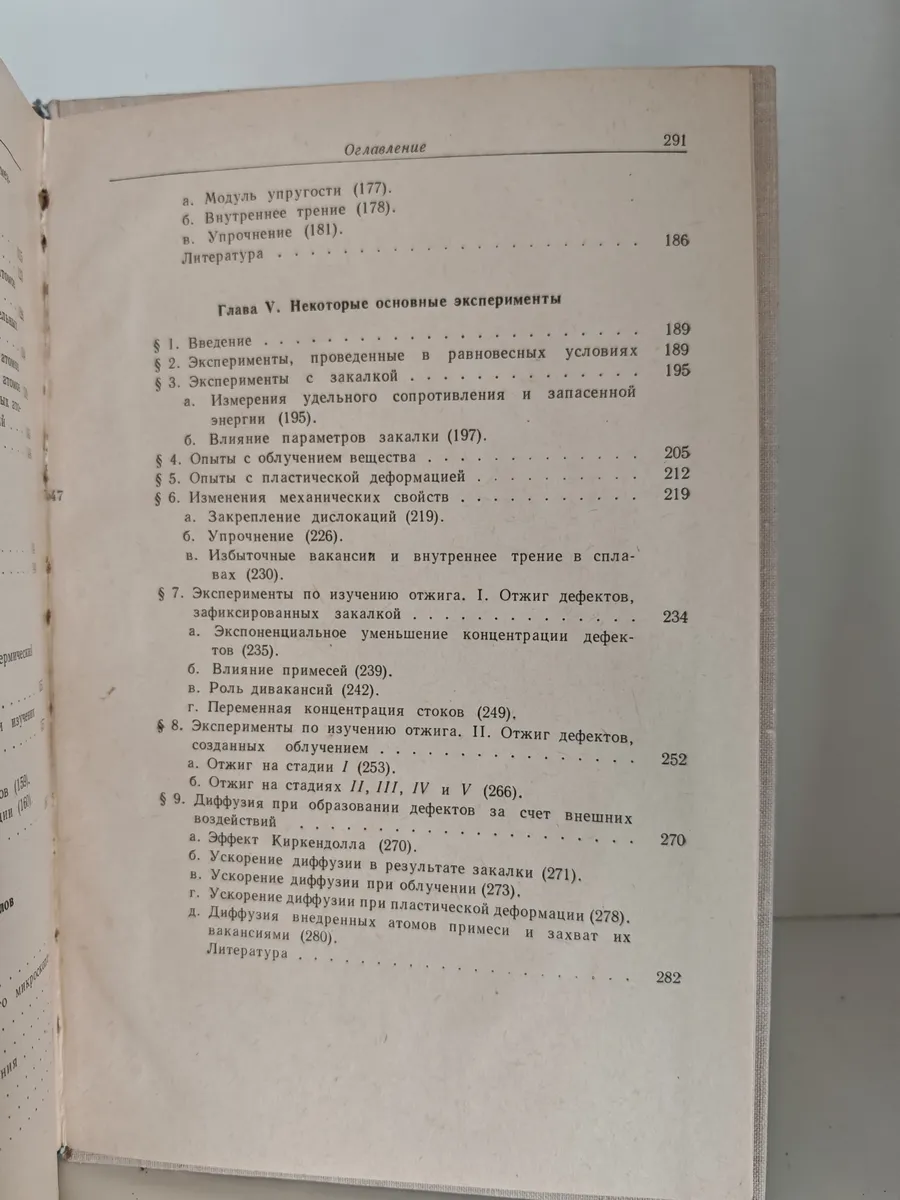 Оглавление 291
а. Модуль упругости (177).
б. Внутреннее трение (178).
в. Упрочнение (181).
Литература . . . . . . . . . . . . . . . . . . . . 186
Глава V. Некоторые основные эксперименты
§ 1. Введение . . . . . . . . . . . . . . . . . . . . 189
§ 2. Эксперименты, проведенные в равновесных условиях 189
§ 3. Эксперименты с закалкой . . . . . . . . . . . . . 195
а. Измерения удельного сопротивления и запасенной
энергии (195).
б. Влияние параметров закалки (197).
§ 4. Опыты с облучением вещества . . . . . . . . . . . . 205
§ 5. Опыты с пластической деформацией . . . . . . . . . 212
§ 6. Изменения механических свойств . . . . . . . . . . 219
а. Закрепление дислокаций (219).
б. Упрочнение (226).
в. Избыточные вакансии и внутреннее трение в спла-
вах (230).
§ 7. Эксперименты по изучению отжига. I. Отжиг дефектов,
зафиксированных закалкой . . . . . . . . . . . . . 234
а. Экспоненциальное уменьшение концентрации дефек-
тов (235).
б. Влияние примесей (239).
в. Роль дивакансий (242).
г. Переменная концентрация стоков (249).
§ 8. Эксперименты по изучению отжига. II. Отжиг дефектов,
созданных облучением . . . . . . . . . . . . . . . 252
а. Отжиг на стадии I (253).
б. Отжиг на стадиях II, III, IV и V (266).
§ 9. Диффузия при образовании дефектов за счет внешних
воздействий . . . . . . . . . . . . . . . . . . . 270
а. Эффект Киркендолла (270).
б. Ускорение диффузии в результате закалки (271).
в. Ускорение диффузии при облучении (273).
г. Ускорение диффузии при пластической деформации (278).
д. Диффузия внедренных атомов примеси и захват их
вакансиями (280).
Литература . . . . . . . . . . . . . . . . . . . . 282